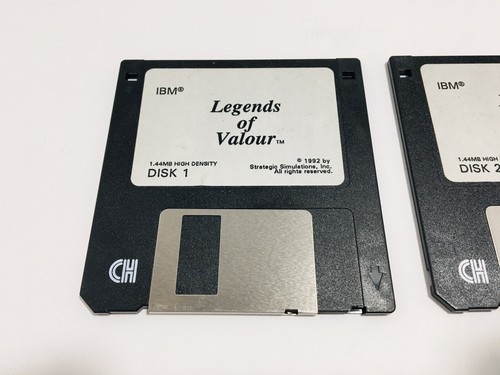 IBM®
Legends
of
Valour™
© 1992 by
Strategic Simulations, Inc.
All rights reserved.
1.44MB HIGH DENSITY
DISK 1
CH
IBM®
1.44MB HIGH
DISK 2
CH